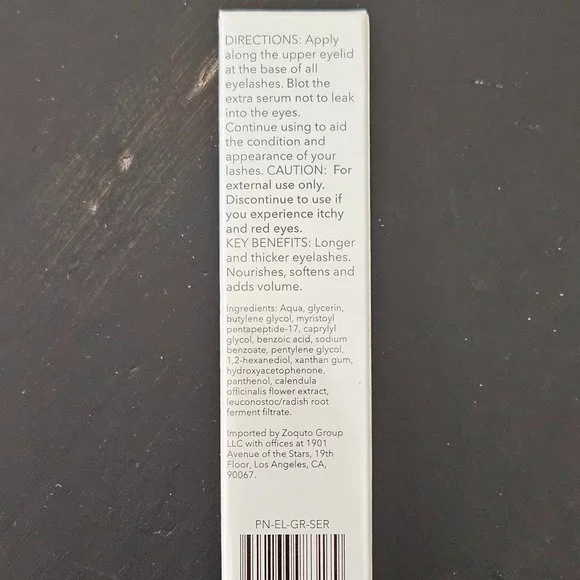 DIRECTIONS: Apply
along the upper eyelid
at the base of all
eyelashes. Blot the
extra serum not to leak
into the eyes.
Continue using to aid
the condition and
appearance of your
lashes. CAUTION: For
external use only.
Discontinue to use if
you experience itchy
and red eyes.
KEY BENEFITS: Longer
and thicker eyelashes.
Nourishes, softens and
adds volume.
Ingredients: Aqua, glycerin,
butylene glycol, myristoyl
pentapeptide-17, caprylyl
glycol, benzoic acid, sodium
benzoate, pentylene glycol,
1,2-hexanediol, xanthan gum,
hydroxyacetophenone,
panthenol, calendula
officinalis flower extract,
leuconostoc/radish root
ferment filtrate.
Imported by Zoquto Group
LLC with offices at 1901
Avenue of the Stars, 19th
Floor, Los Angeles, CA,
90067.
PN-EL-GR-SER